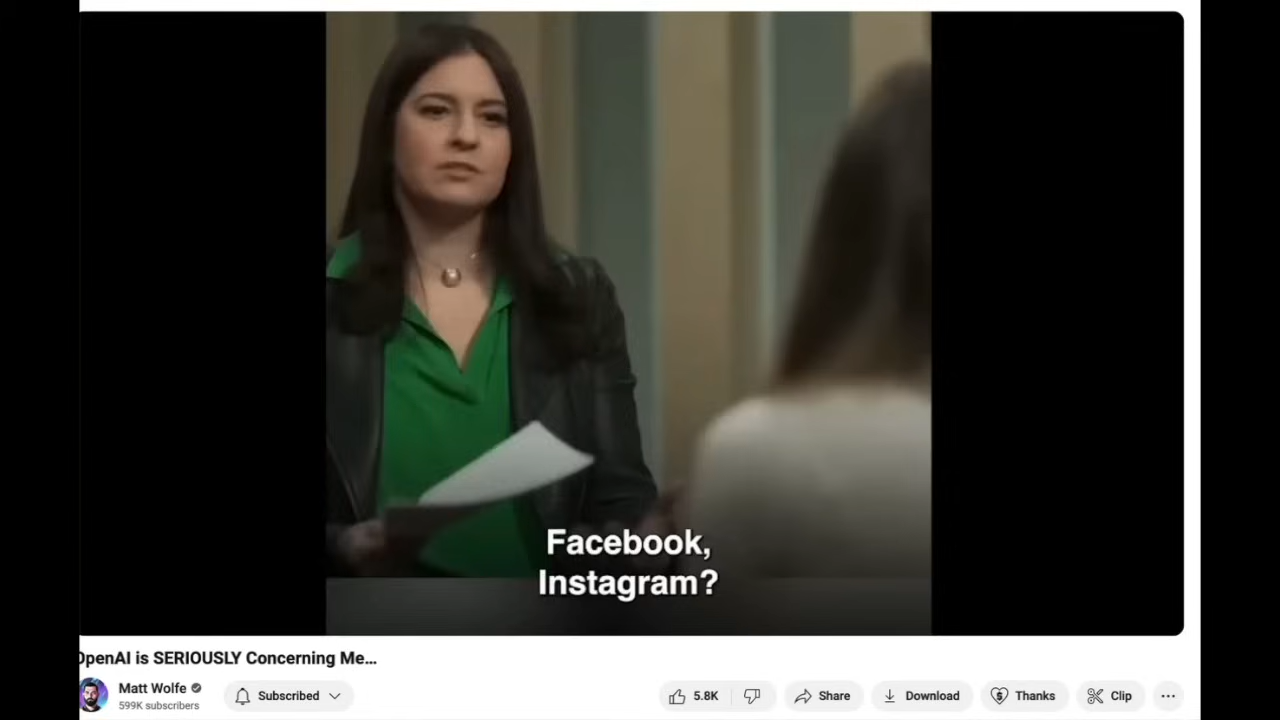 Facebook,
Instagram?
OpenAI is SERIOUSLY Concerning Me...
Matt Wolfe
599K subscribers
Subscribed
5.8K
Share
Download
Thanks
Clip